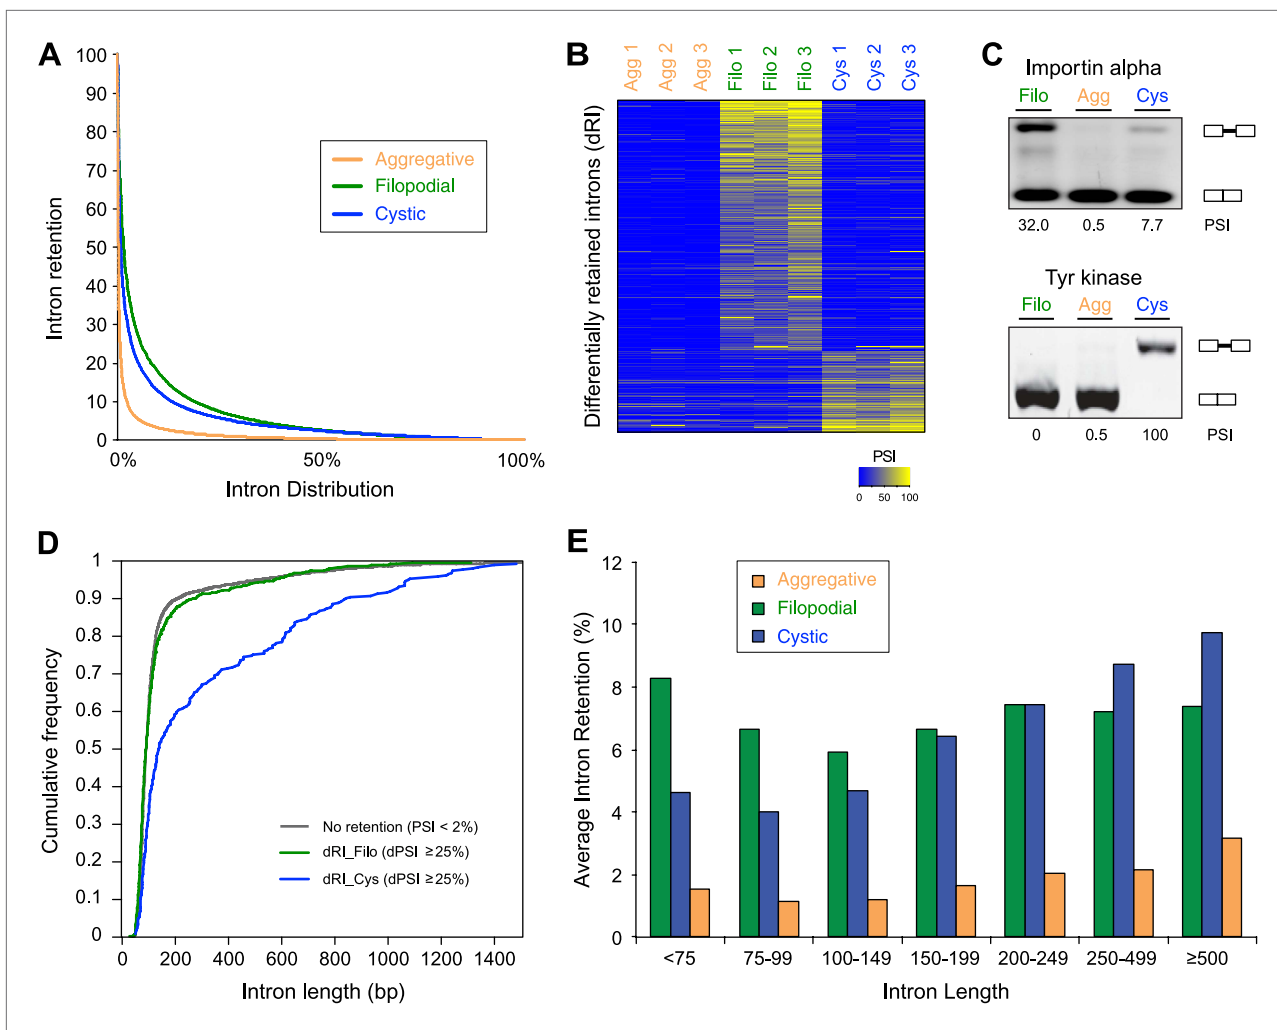 A
100
90
80
70
60
50
40
30
20
10
0
Intron retention
Aggregative
Filopodial
Cystic
0% 50% 100%
Intron Distribution
B
Agg 1 Agg 2 Agg 3 Filo 1 Filo 2 Filo 3 Cys 1 Cys 2 Cys 3
Differentially retained introns (dRI)
PSI
0 50 100
C
Importin alpha
Filo Agg Cys
32.0 0.5 7.7 PSI
Tyr kinase
Filo Agg Cys
0 0.5 100 PSI
D
1
0.9
0.8
0.7
0.6
0.5
0.4
0.3
0.2
0.1
0
Cumulative frequency
No retention (PSI < 2%)
dRI_Filo (dPSI ≥25%)
dRI_Cys (dPSI ≥25%)
0 200 400 600 800 1000 1200 1400
Intron length (bp)
E
12
10
8
6
4
2
0
Average Intron Retention (%)
Aggregative
Filopodial
Cystic
<75 75-99 100-149 150-199 200-249 250-499 ≥500
Intron Length